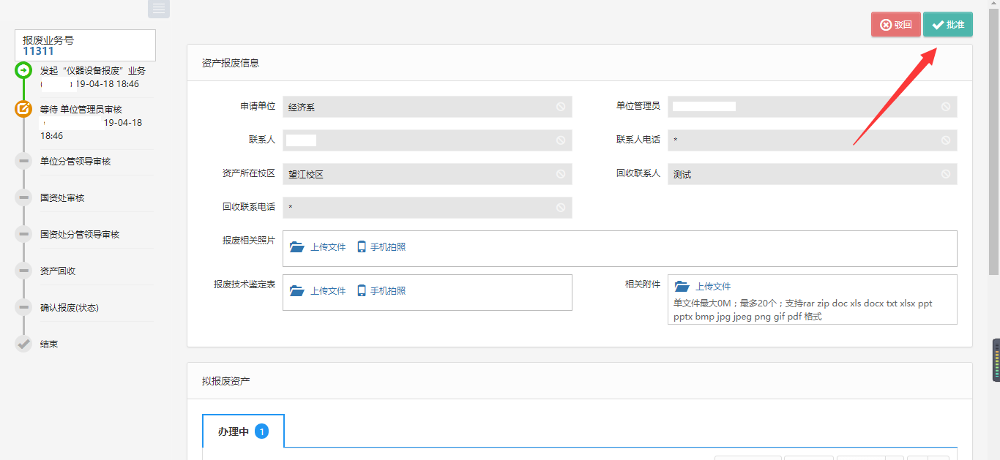 驳回
批准
报废业务号
11311
发起“仪器设备报废”业务
19-04-18 18:46
等待 单位管理员审核
19-04-18
18:46
单位分管领导审核
国资处审核
国资处分管领导审核
资产回收
确认报废(状态)
结束
资产报废信息
申请单位 经济系
单位管理员
联系人
联系人电话 *
资产所在校区 望江校区
回收联系人 测试
回收联系电话 *
报废相关照片 上传文件 手机拍照
报废技术鉴定表 上传文件 手机拍照
相关附件 上传文件
单文件最大0M；最多20个；支持rar zip doc xls docx txt xlsx ppt
pptx bmp jpg jpeg png gif pdf 格式
拟报废资产
办理中 1